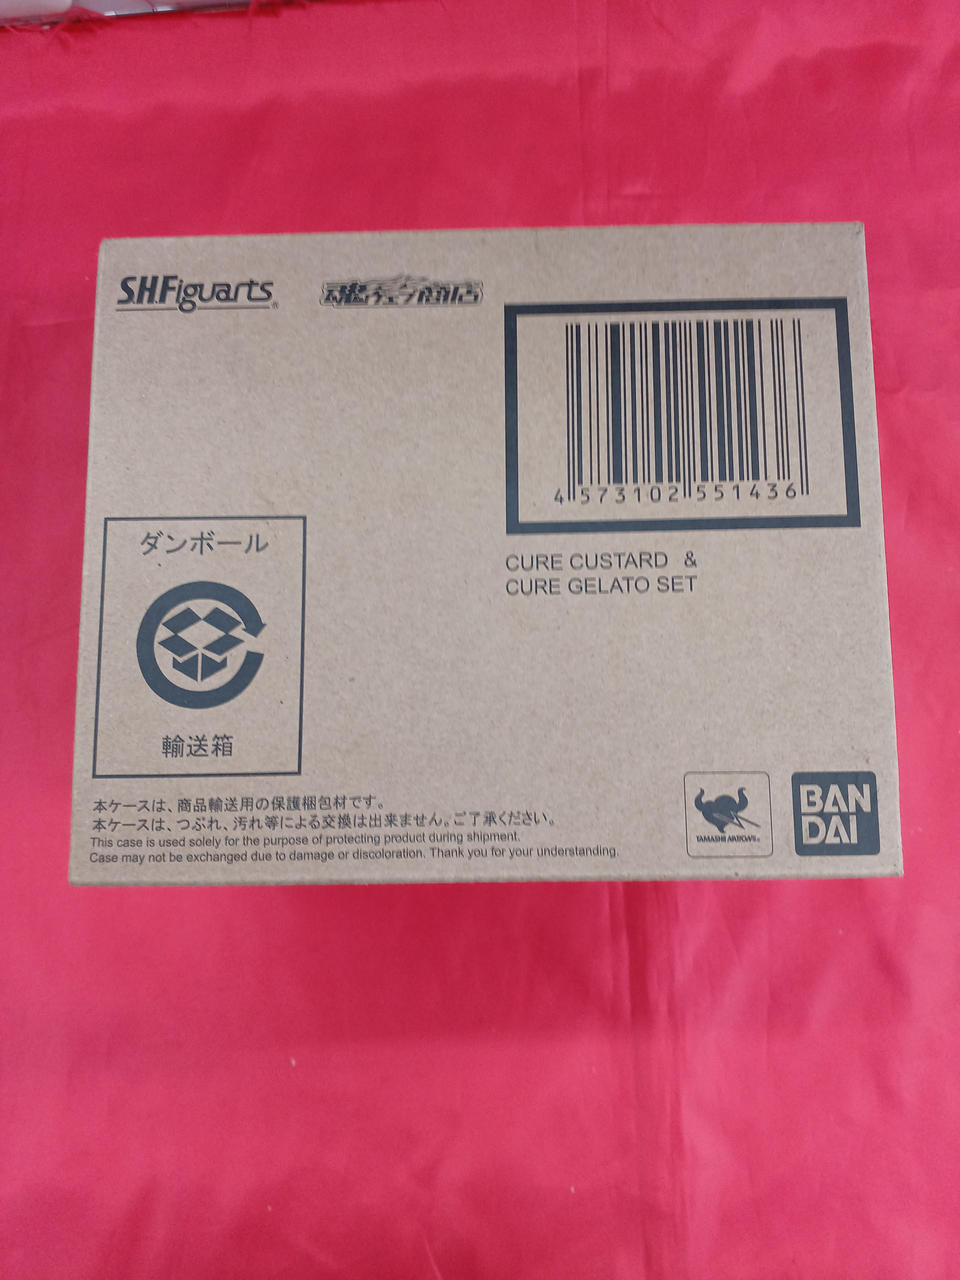 S.H.Figuarts®
魂ウェブ商店
4 573102 551436
CURE CUSTARD &
CURE GELATO SET
ダンボール
輸送箱
本ケースは、商品輸送用の保護梱包材です。
本ケースは、つぶれ、汚れ等による交換は出来ません。ご了承ください。
This case is used solely for the purpose of protecting product during shipment.
Case may not be exchanged due to damage or discoloration. Thank you for your understanding.
TAMASHII NATIONS
BAN
DAI